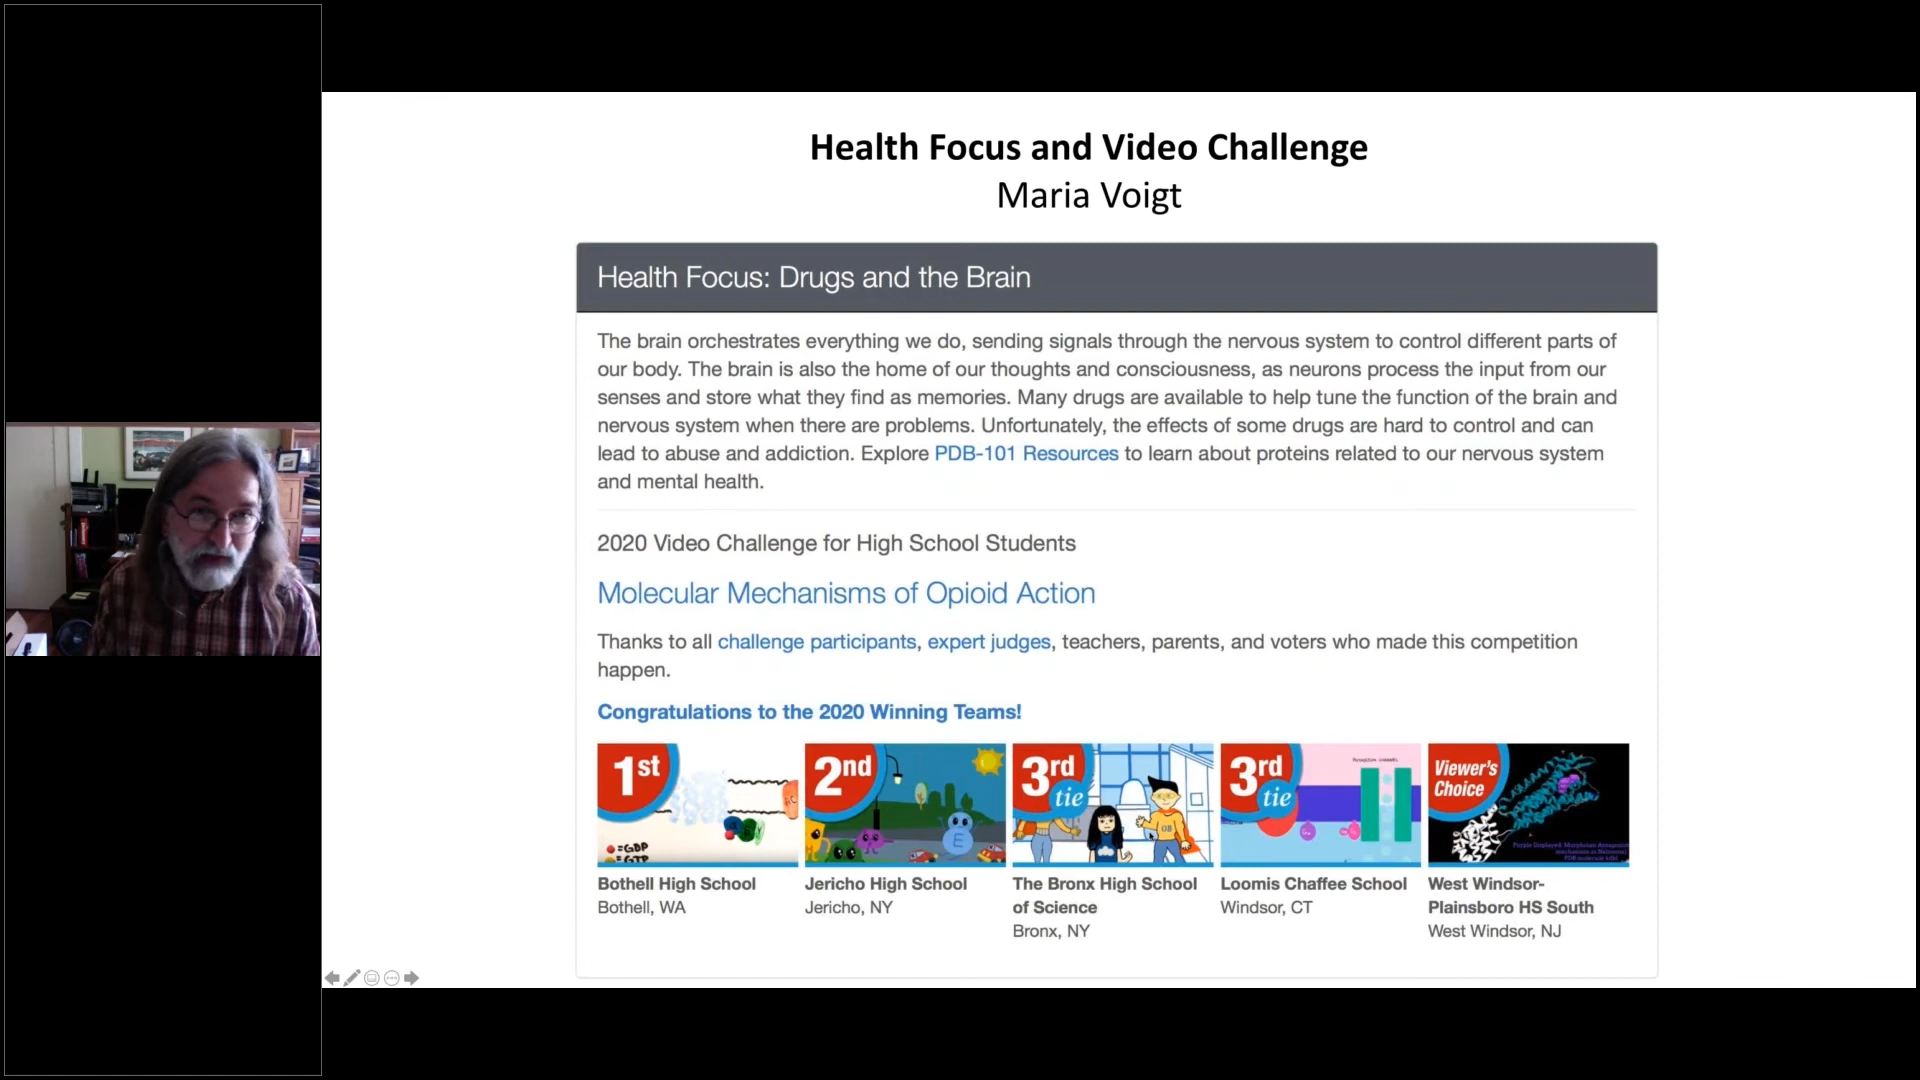 Health Focus and Video Challenge
Maria Voigt
Health Focus: Drugs and the Brain
The brain orchestrates everything we do, sending signals through the nervous system to control different parts of
our body. The brain is also the home of our thoughts and consciousness, as neurons process the input from our
senses and store what they find as memories. Many drugs are available to help tune the function of the brain and
nervous system when there are problems. Unfortunately, the effects of some drugs are hard to control and can
lead to abuse and addiction. Explore PDB-101 Resources to learn about proteins related to our nervous system
and mental health.
2020 Video Challenge for High School Students
Molecular Mechanisms of Opioid Action
Thanks to all challenge participants, expert judges, teachers, parents, and voters who made this competition
happen.
Congratulations to the 2020 Winning Teams!
1st
=GDP
=GTP
Bothell High School
Bothell, WA
2nd
E
Jericho High School
Jericho, NY
3rd
tie
OB
The Bronx High School
of Science
Bronx, NY
3rd
tie
Loomis Chaffee School
Windsor, CT
Viewer's
Choice
West Windsor-
Plainsboro HS South
West Windsor, NJ